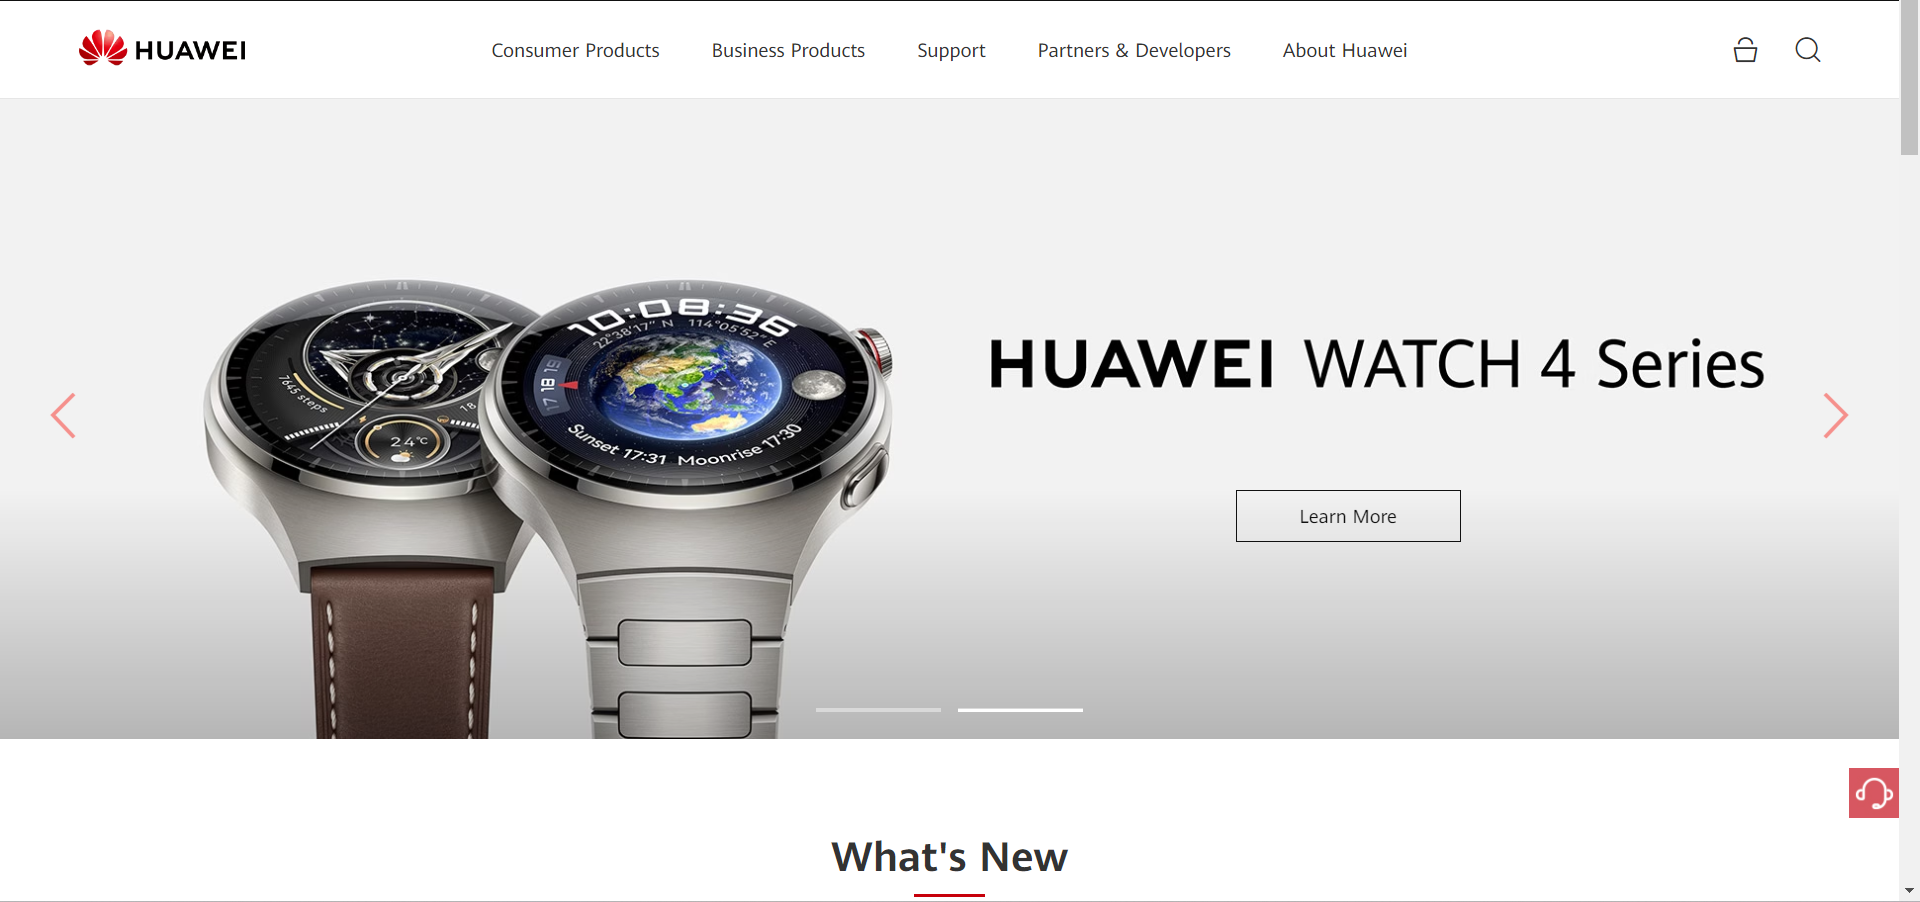 HUAWEI
Consumer Products
Business Products
Support
Partners & Developers
About Huawei
7645 steps
18
24°C
10:08:36
22°38'17" N 114°05'52" E
17 18 19
Sunset 17:31 Moonrise 17:30
HUAWEI WATCH 4 Series
Learn More
What's New